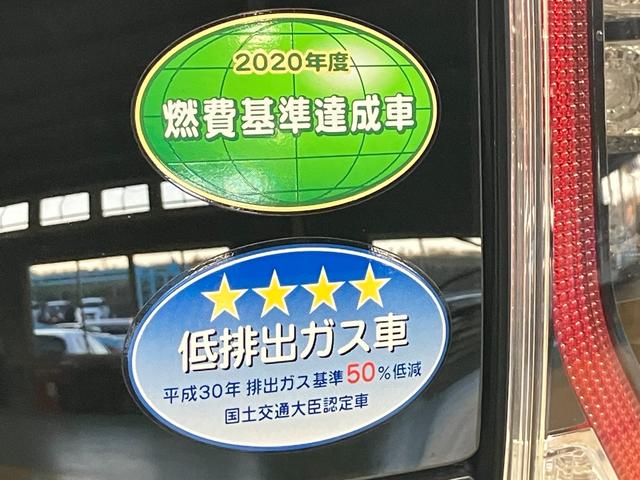 2020年度
燃費基準達成車
低排出ガス車
平成30年 排出ガス基準50%低減
国土交通大臣認定車